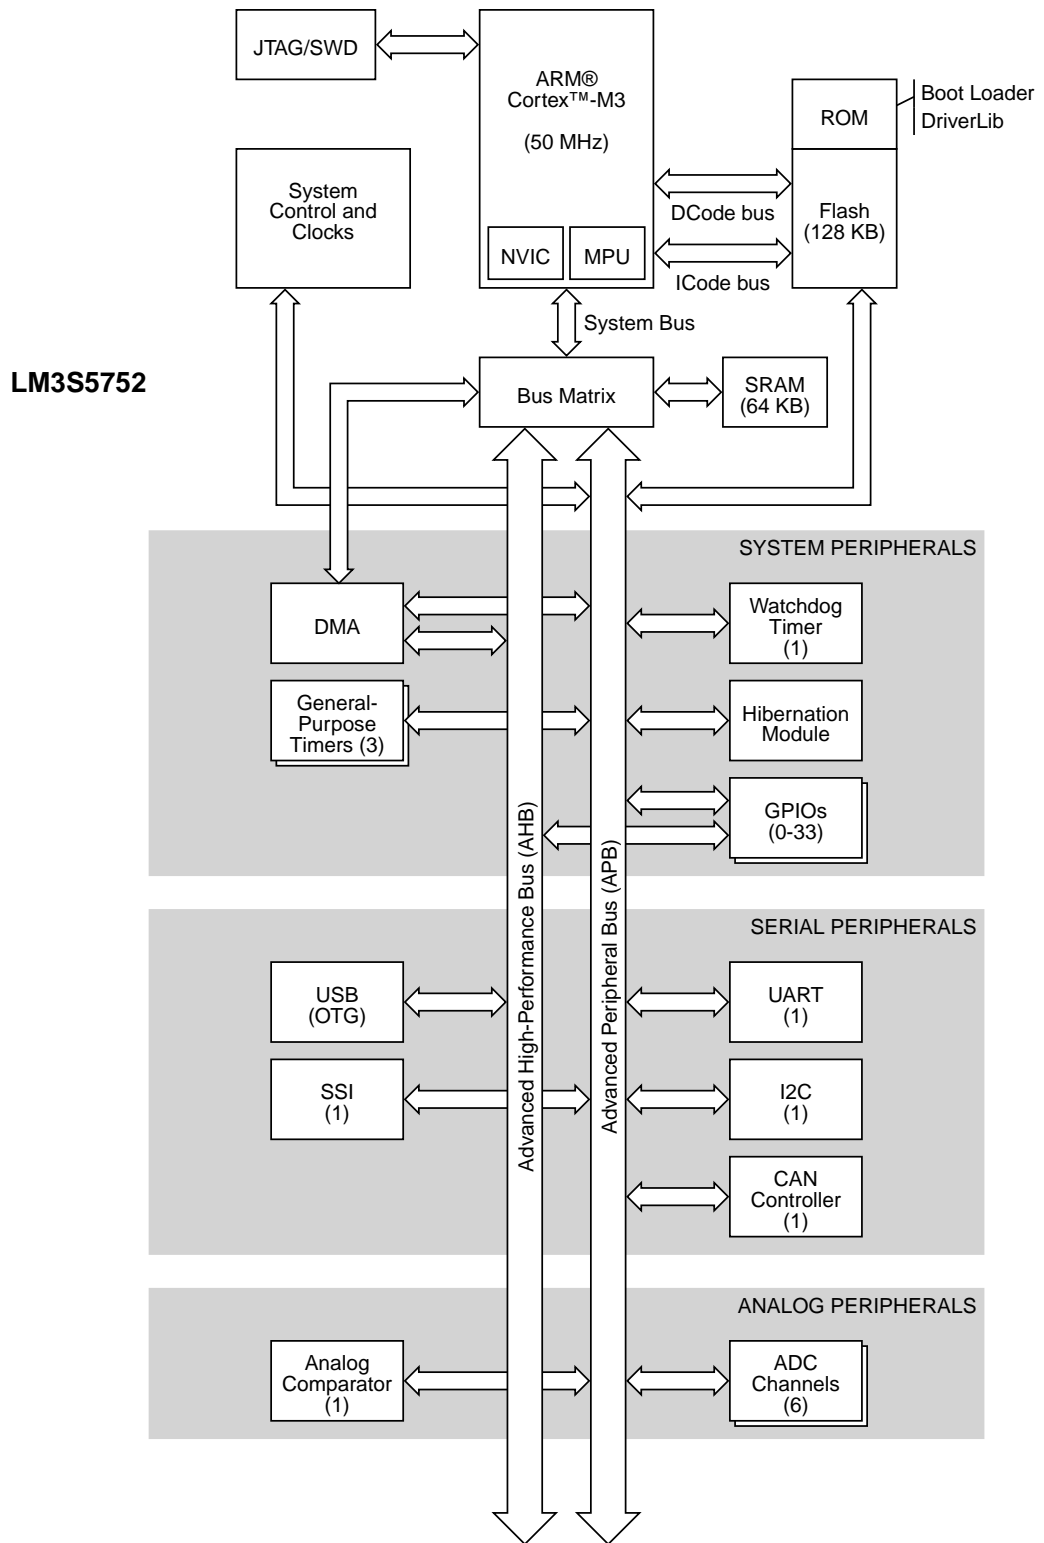 JTAG/SWD
ARM®
Cortex™-M3
(50 MHz)
NVIC
MPU
ROM
Boot Loader
DriverLib
Flash
(128 KB)
DCode bus
ICode bus
System
Control and
Clocks
System Bus
LM3S5752
Bus Matrix
SRAM
(64 KB)
SYSTEM PERIPHERALS
DMA
Watchdog
Timer
(1)
General-
Purpose
Timers (3)
Hibernation
Module
GPIOs
(0-33)
Advanced High-Performance Bus (AHB)
Advanced Peripheral Bus (APB)
SERIAL PERIPHERALS
USB
(OTG)
UART
(1)
SSI
(1)
I2C
(1)
CAN
Controller
(1)
ANALOG PERIPHERALS
Analog
Comparator
(1)
ADC
Channels
(6)